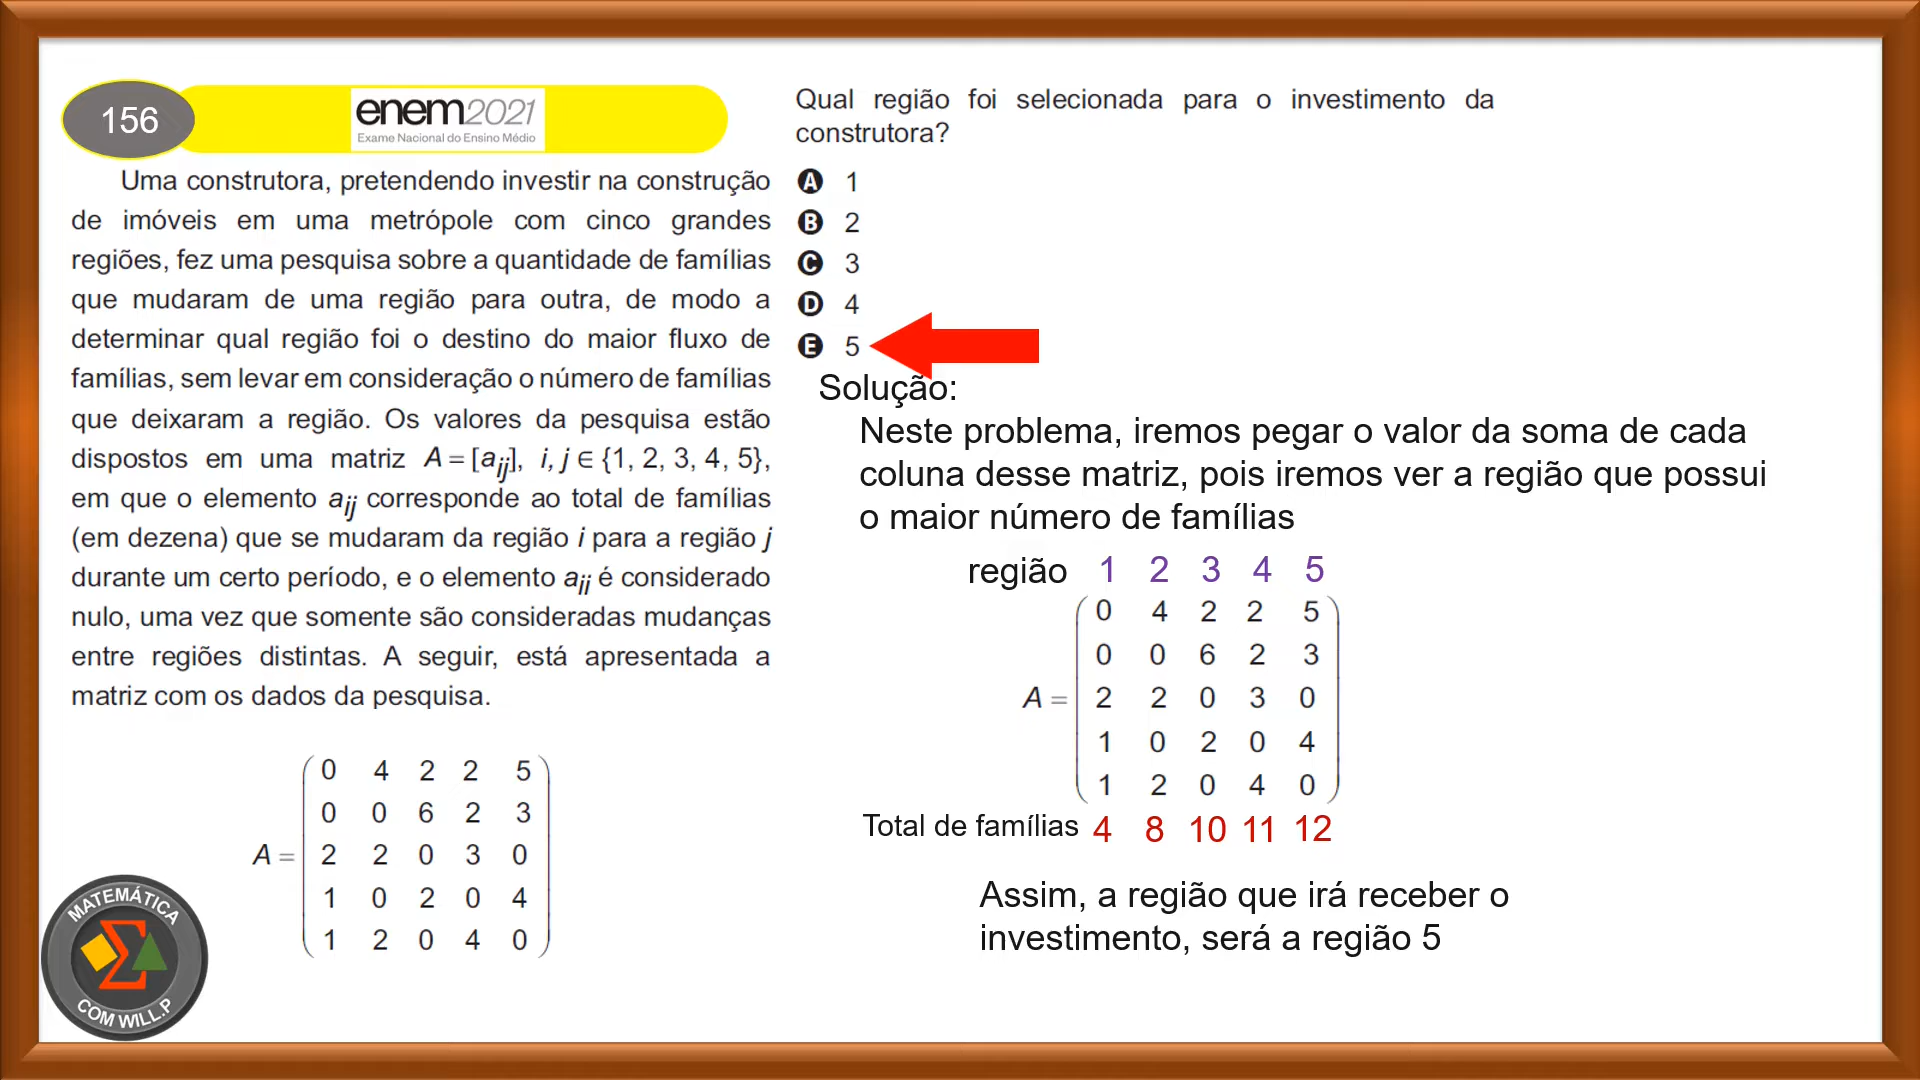 156
enem2021
Exame Nacional do Ensino Médio
Uma construtora, pretendendo investir na construção
de imóveis em uma metrópole com cinco grandes
regiões, fez uma pesquisa sobre a quantidade de famílias
que mudaram de uma região para outra, de modo a
determinar qual região foi o destino do maior fluxo de
famílias, sem levar em consideração o número de famílias
que deixaram a região. Os valores da pesquisa estão
dispostos em uma matriz A = [aij], i, j ∈ {1, 2, 3, 4, 5},
em que o elemento aij corresponde ao total de famílias
(em dezena) que se mudaram da região i para a região j
durante um certo período, e o elemento aii é considerado
nulo, uma vez que somente são consideradas mudanças
entre regiões distintas. A seguir, está apresentada a
matriz com os dados da pesquisa.
0 4 2 2 5
0 0 6 2 3
A = 2 2 0 3 0
1 0 2 0 4
1 2 0 4 0
MATEMÁTICA
COM WILL.P
Qual região foi selecionada para o investimento da
construtora?
A 1
B 2
C 3
D 4
E 5
Solução:
Neste problema, iremos pegar o valor da soma de cada
coluna desse matriz, pois iremos ver a região que possui
o maior número de famílias
região 1 2 3 4 5
0 4 2 2 5
0 0 6 2 3
A = 2 2 0 3 0
1 0 2 0 4
1 2 0 4 0
Total de famílias 4 8 10 11 12
Assim, a região que irá receber o
investimento, será a região 5